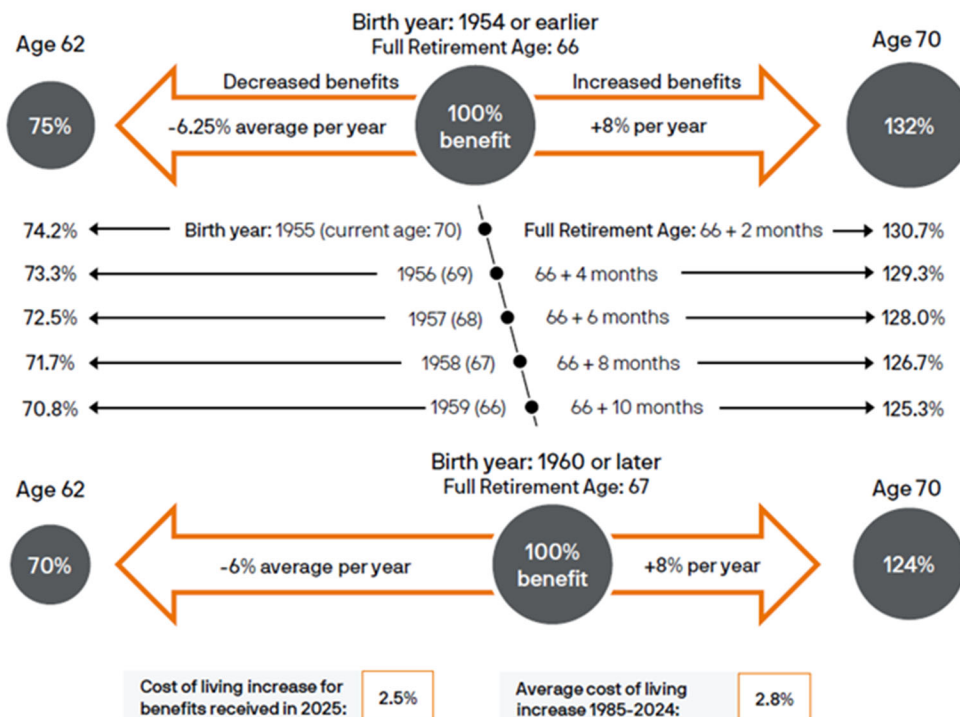 Birth year: 1954 or earlier
Age 62
Full Retirement Age: 66
Age 70
Decreased benefits
Increased benefits
75%
-6.25% average per year
100%
benefit
+8% per year
132%
74.2%
Birth year: 1955 (current age: 70)
Full Retirement Age: 66 + 2 months
130.7%
73.3%
1956 (69)
66 + 4 months
129.3%
72.5%
1957 (68)
66 + 6 months
128.0%
71.7%
1958 (67)
66 + 8 months
126.7%
70.8%
1959 (66)
66 + 10 months
125.3%
Birth year: 1960 or later
Age 62
Full Retirement Age: 67
Age 70
70%
-6% average per year
100%
benefit
+8% per year
124%
Cost of living increase for
benefits received in 2025:
2.5%
Average cost of living
increase 1985-2024:
2.8%